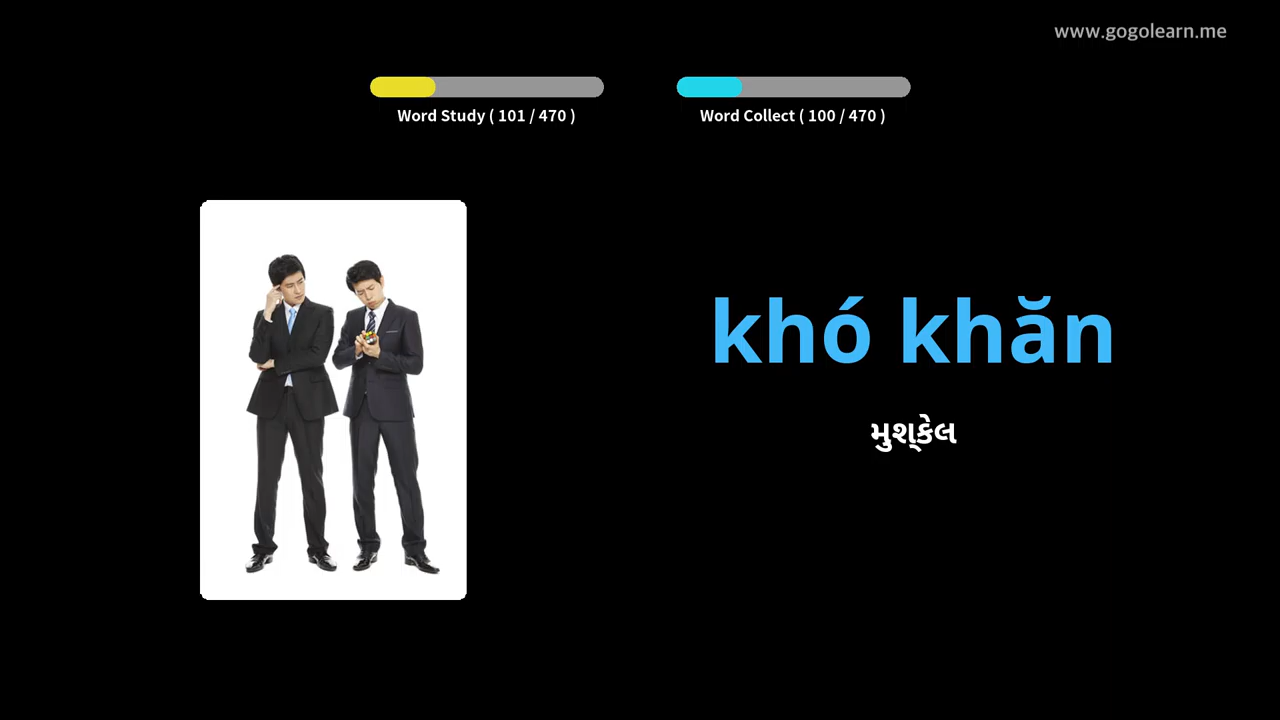 www.gogolearn.me
Word Study ( 101 / 470 )
Word Collect ( 100 / 470 )
khó khăn
મુશ્કેલ